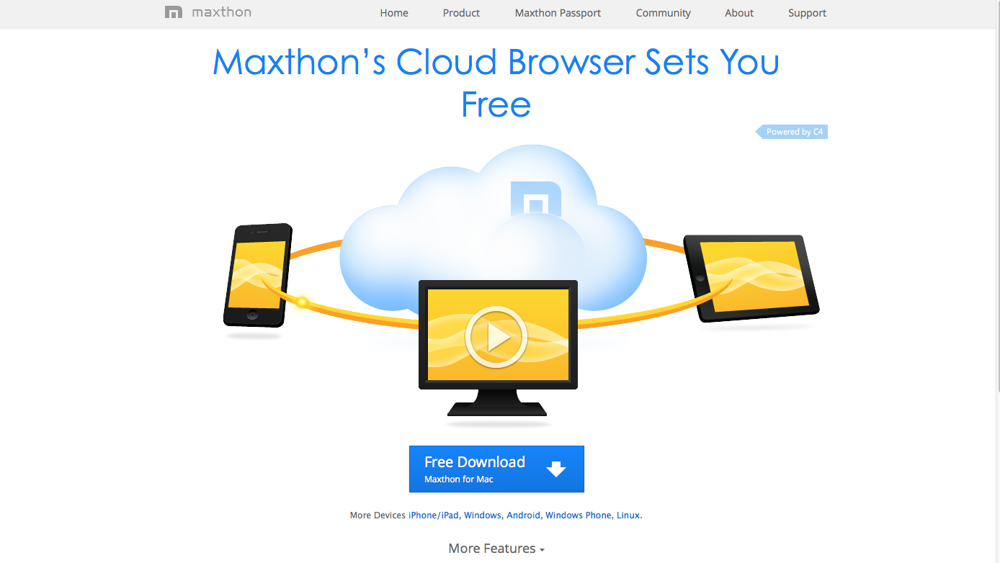 maxthon
Home Product Maxthon Passport Community About Support
Maxthon’s Cloud Browser Sets You
Free
Powered by C4
Free Download
Maxthon for Mac
More Devices iPhone/iPad, Windows, Android, Windows Phone, Linux.
More Features